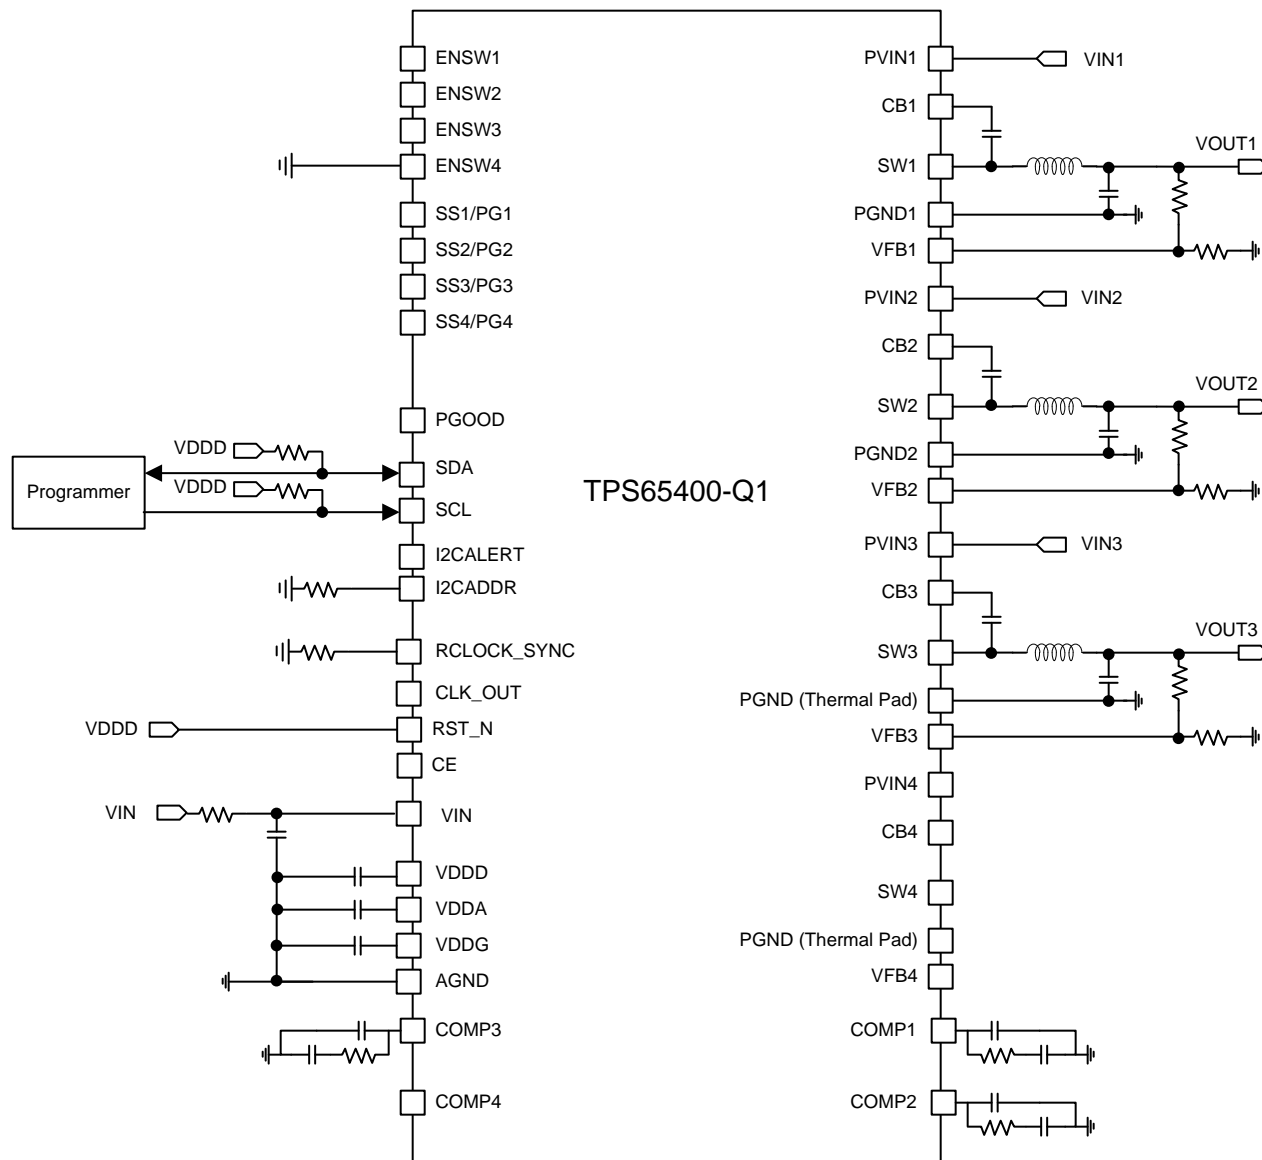 ENSW1
ENSW2
ENSW3
ENSW4
SS1/PG1
SS2/PG2
SS3/PG3
SS4/PG4
PGOOD
VDDD
SDA
VDDD
Programmer
SCL
I2CALERT
I2CADDR
RCLOCK_SYNC
CLK_OUT
VDDD
RST_N
CE
VIN
VIN
VDDD
VDDA
VDDG
AGND
COMP3
COMP4
TPS65400-Q1
PVIN1
VIN1
CB1
VOUT1
SW1
PGND1
VFB1
PVIN2
VIN2
CB2
VOUT2
SW2
PGND2
VFB2
PVIN3
VIN3
CB3
VOUT3
SW3
PGND (Thermal Pad)
VFB3
PVIN4
CB4
SW4
PGND (Thermal Pad)
VFB4
COMP1
COMP2